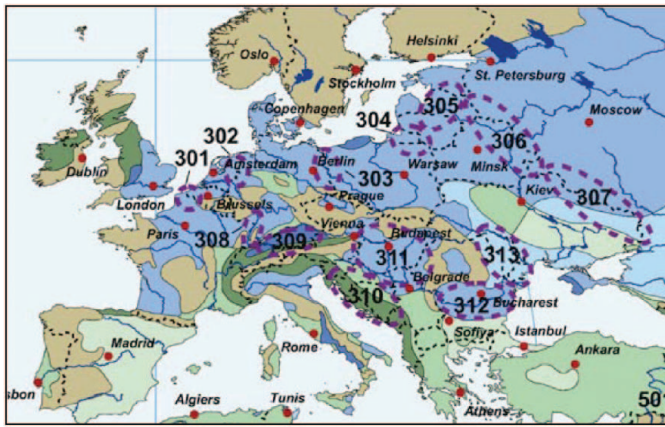 Helsinki
Oslo
St. Petersburg
Stockholm
305
Copenhagen
Moscow
302
304
306
301
Amsterdam
Berlin
Warsaw
Minsk
Dublin
303
Kiev
307
London
Brussels
Prague
Paris
308
Vienna
309
Budapest
311
313
Belgrade
310
312
Bucharest
Sofiya
Istanbul
Madrid
Rome
Ankara
sbon
Algiers
Tunis
Athens
501